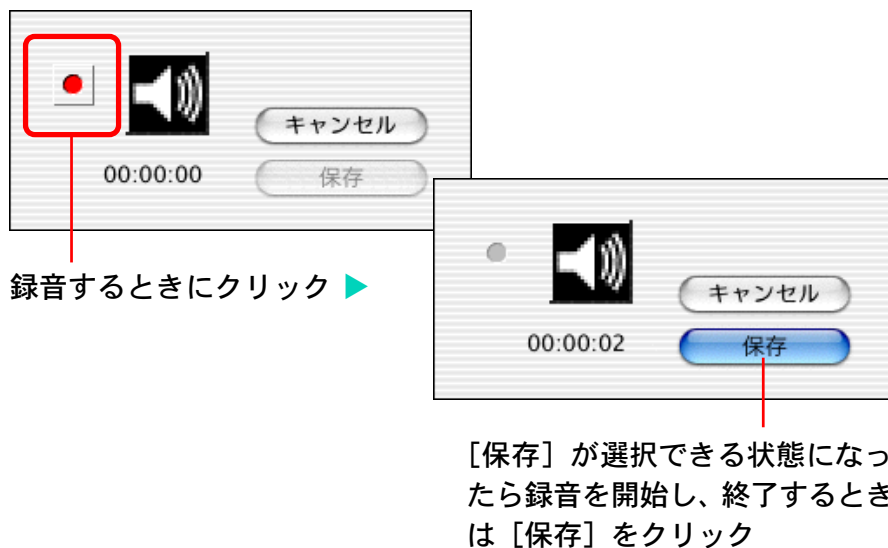 キャンセル
00:00:00
保存
録音するときにクリック ▶
キャンセル
00:00:02
保存
［保存］が選択できる状態になっ
たら録音を開始し、終了するとき
は［保存］をクリック